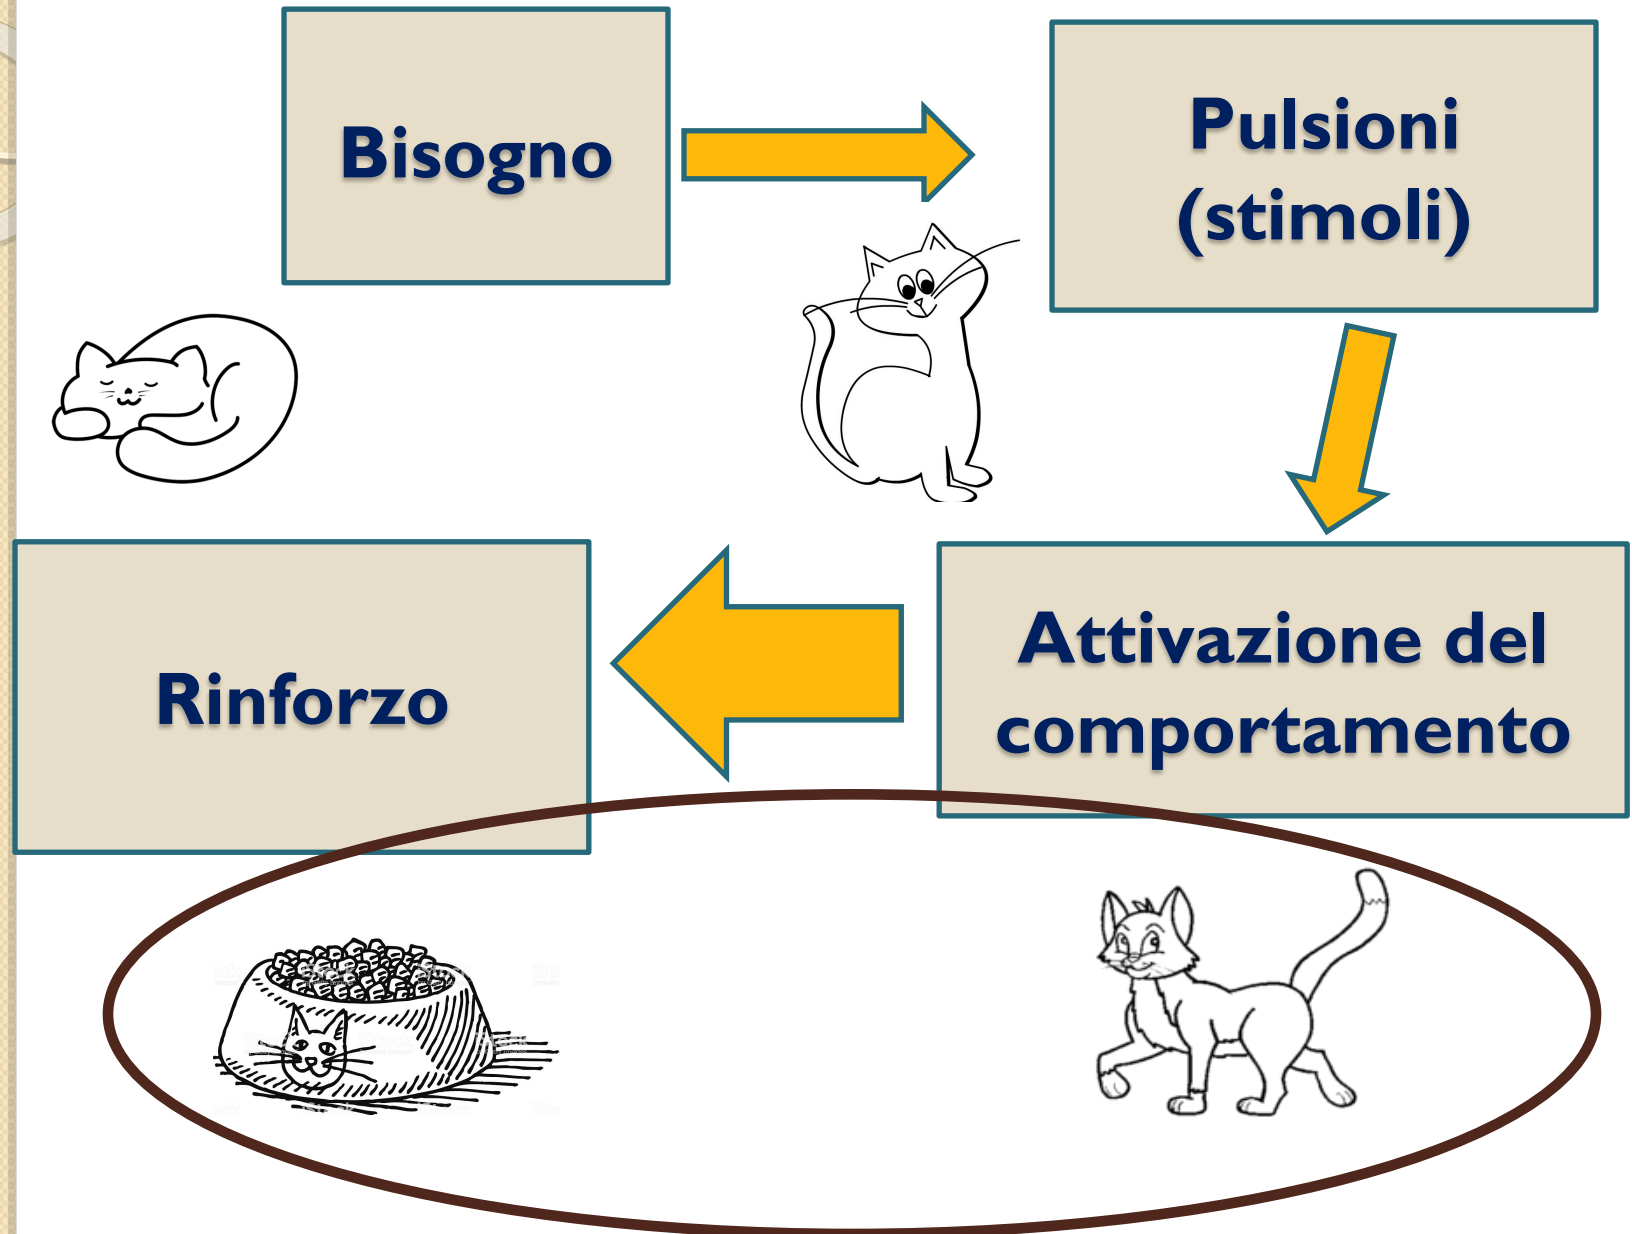 Bisogno
Pulsioni
(stimoli)
Attivazione del
comportamento
Rinforzo